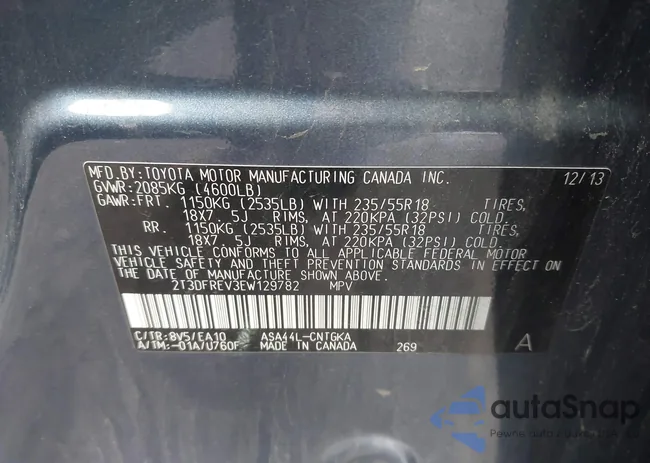 MFD.BY:TOYOTA MOTOR MANUFACTURING CANADA INC. 12/13
GVWR:2085KG (4600LB)
GAWR:FRT. 1150KG (2535LB) WITH 235/55R18 TIRES,
18X7.5J RIMS, AT 220KPA (32PSI) COLD.
RR. 1150KG (2535LB) WITH 235/55R18 TIRES,
18X7.5J RIMS, AT 220KPA (32PSI) COLD.
THIS VEHICLE CONFORMS TO ALL APPLICABLE FEDERAL MOTOR
VEHICLE SAFETY AND THEFT PREVENTION STANDARDS IN EFFECT ON
THE DATE OF MANUFACTURE SHOWN ABOVE.
2T3DFREV3EW129782 MPV
C/TR:8V5/EA10 ASA44L-CNTGKA
A/TM:-01A/U760F MADE IN CANADA 269 A
autaSnap
Pewne auto z